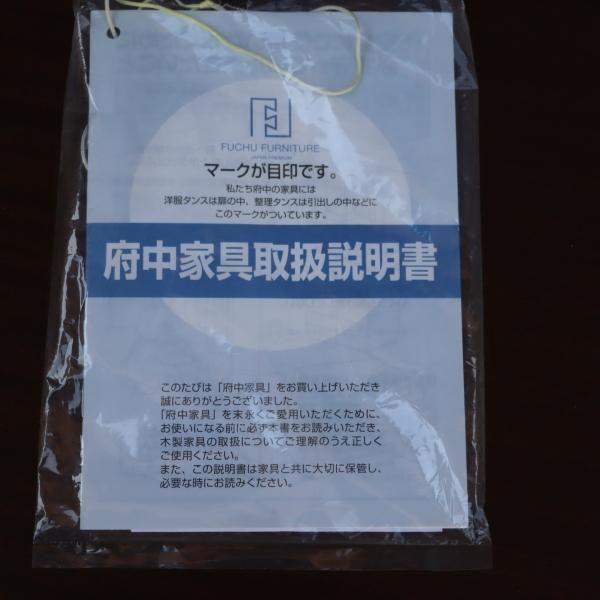 FUCHU FURNITURE
JAPAN PREMIUM
マークが目印です。
私たち府中の家具には
洋服タンスは扉の中、整理タンスは引出しの中などに
このマークがついています。
府中家具取扱説明書
このたびは「府中家具」をお買い上げいただき
誠にありがとうございました。
「府中家具」を末永くご愛用いただくために、
お使いになる前に必ず本書をお読みいただき、
木製家具の取扱についてご理解のうえ正しく
ご使用ください。
また、この説明書は家具と共に大切に保管し、
必要な時にお読みください。